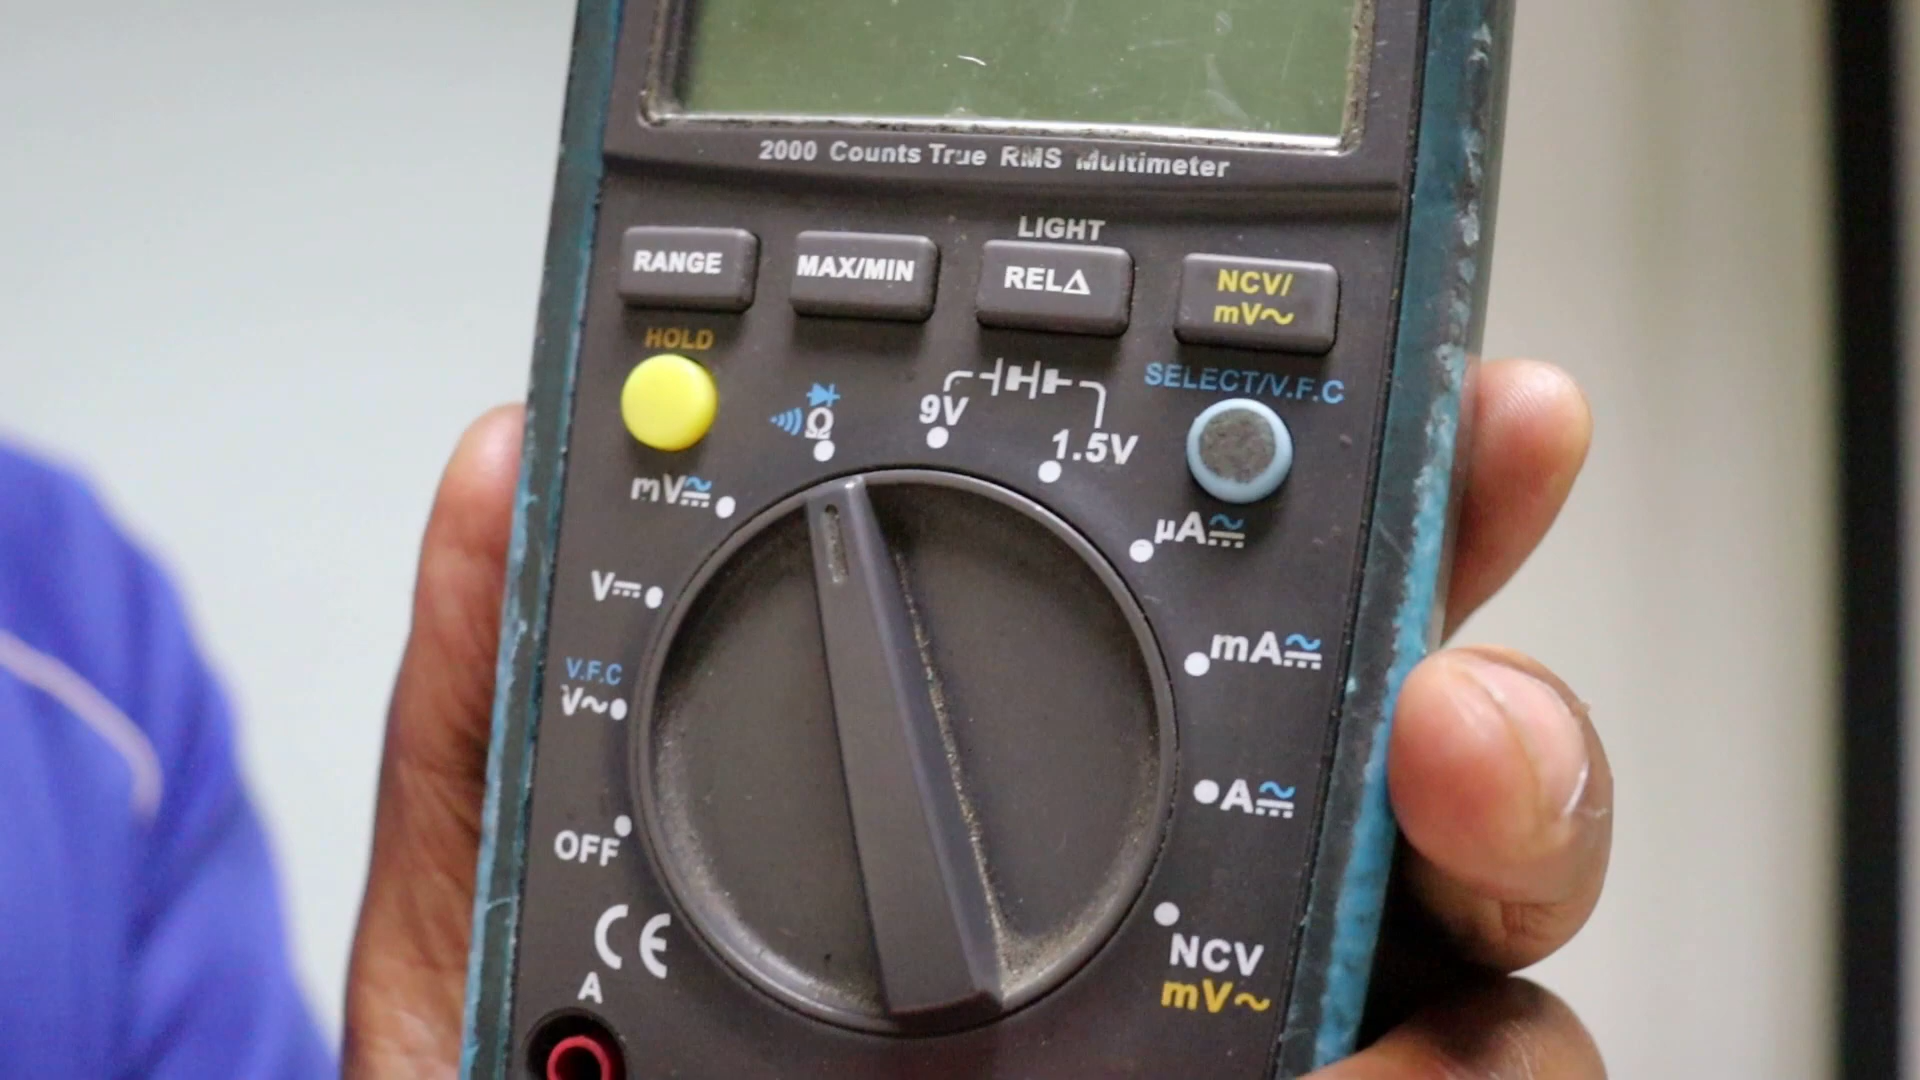 2000 Counts True RMS Multimeter
LIGHT
RANGE
MAX/MIN
REL△
NCV/
mV~
HOLD
SELECT/V.F.C
Ω
9V
1.5V
mV
μA
V
mA
V.F.C
V~
A
OFF
CE
NCV
mV~
A